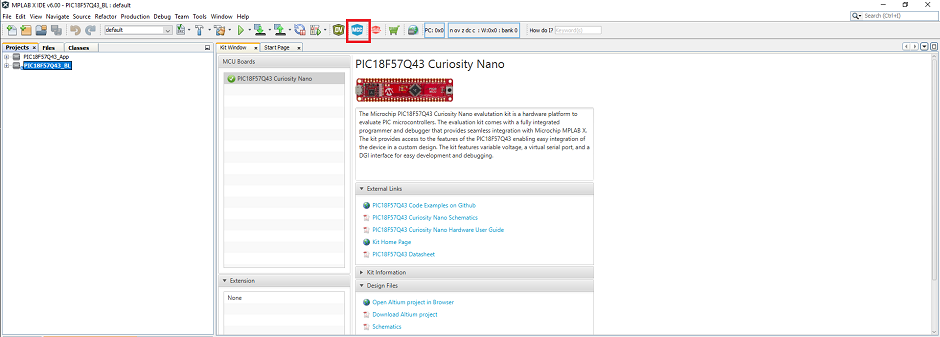 MPLAB X IDE v6.00 - PIC18F57Q43_BL : default
File Edit View Navigate Source Refactor Production Debug Team Tools Window Help
Search (Ctrl+I)
default
MCC
PC: 0x0 n ov z dc c : W:0x0 : bank 0 How do I? Keyword(s)
Projects Files Classes
Kit Window Start Page
PIC18F57Q43_App
PIC18F57Q43_BL
MCU Boards
PIC18F57Q43 Curiosity Nano
PIC18F57Q43 Curiosity Nano
The Microchip PIC18F57Q43 Curiosity Nano evalutation kit is a hardware platform to
evaluate PIC microcontrollers. The evaluation kit comes with a fully integrated
programmer and debugger that provides seamless integration with Microchip MPLAB X.
The kit provides access to the features of the PIC18F57Q43 enabling easy integration of
the device in a custom design. The kit features variable voltage, a virtual serial port, and a
DGI interface for easy development and debugging.
External Links
PIC18F57Q43 Code Examples on Github
PIC18F57Q43 Curiosity Nano Schematics
PIC18F57Q43 Curiosity Nano Hardware User Guide
Kit Home Page
PIC18F57Q43 Datasheet
Kit Information
Extension
None
Design Files
Open Altium project in Browser
Download Altium project
Schematics